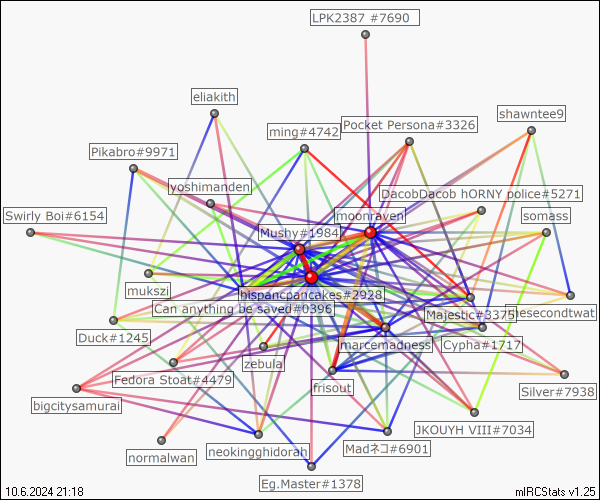 LPK2387 #7690
eliakith
shawntee9
ming#4742
Pocket Persona#3326
Pikabro#9971
yoshimanden
DacobDacob hORNY police#5271
Swirly Boi#6154
moonraven
somass
Mushy#1984
mukszi
hispancpancakes#2928
Can anything be saved#0396
Majestic#3375
hesecondtwat
Duck#1245
marcemadness
Cypha#1717
zebula
Fedora Stoat#4479
frisout
Silver#7938
bigcitysamurai
JKOUYH VIII#7034
neokingghidorah
Madネコ#6901
normalwan
Eg.Master#1378
10.6.2024 21:18
mIRCStats v1.25